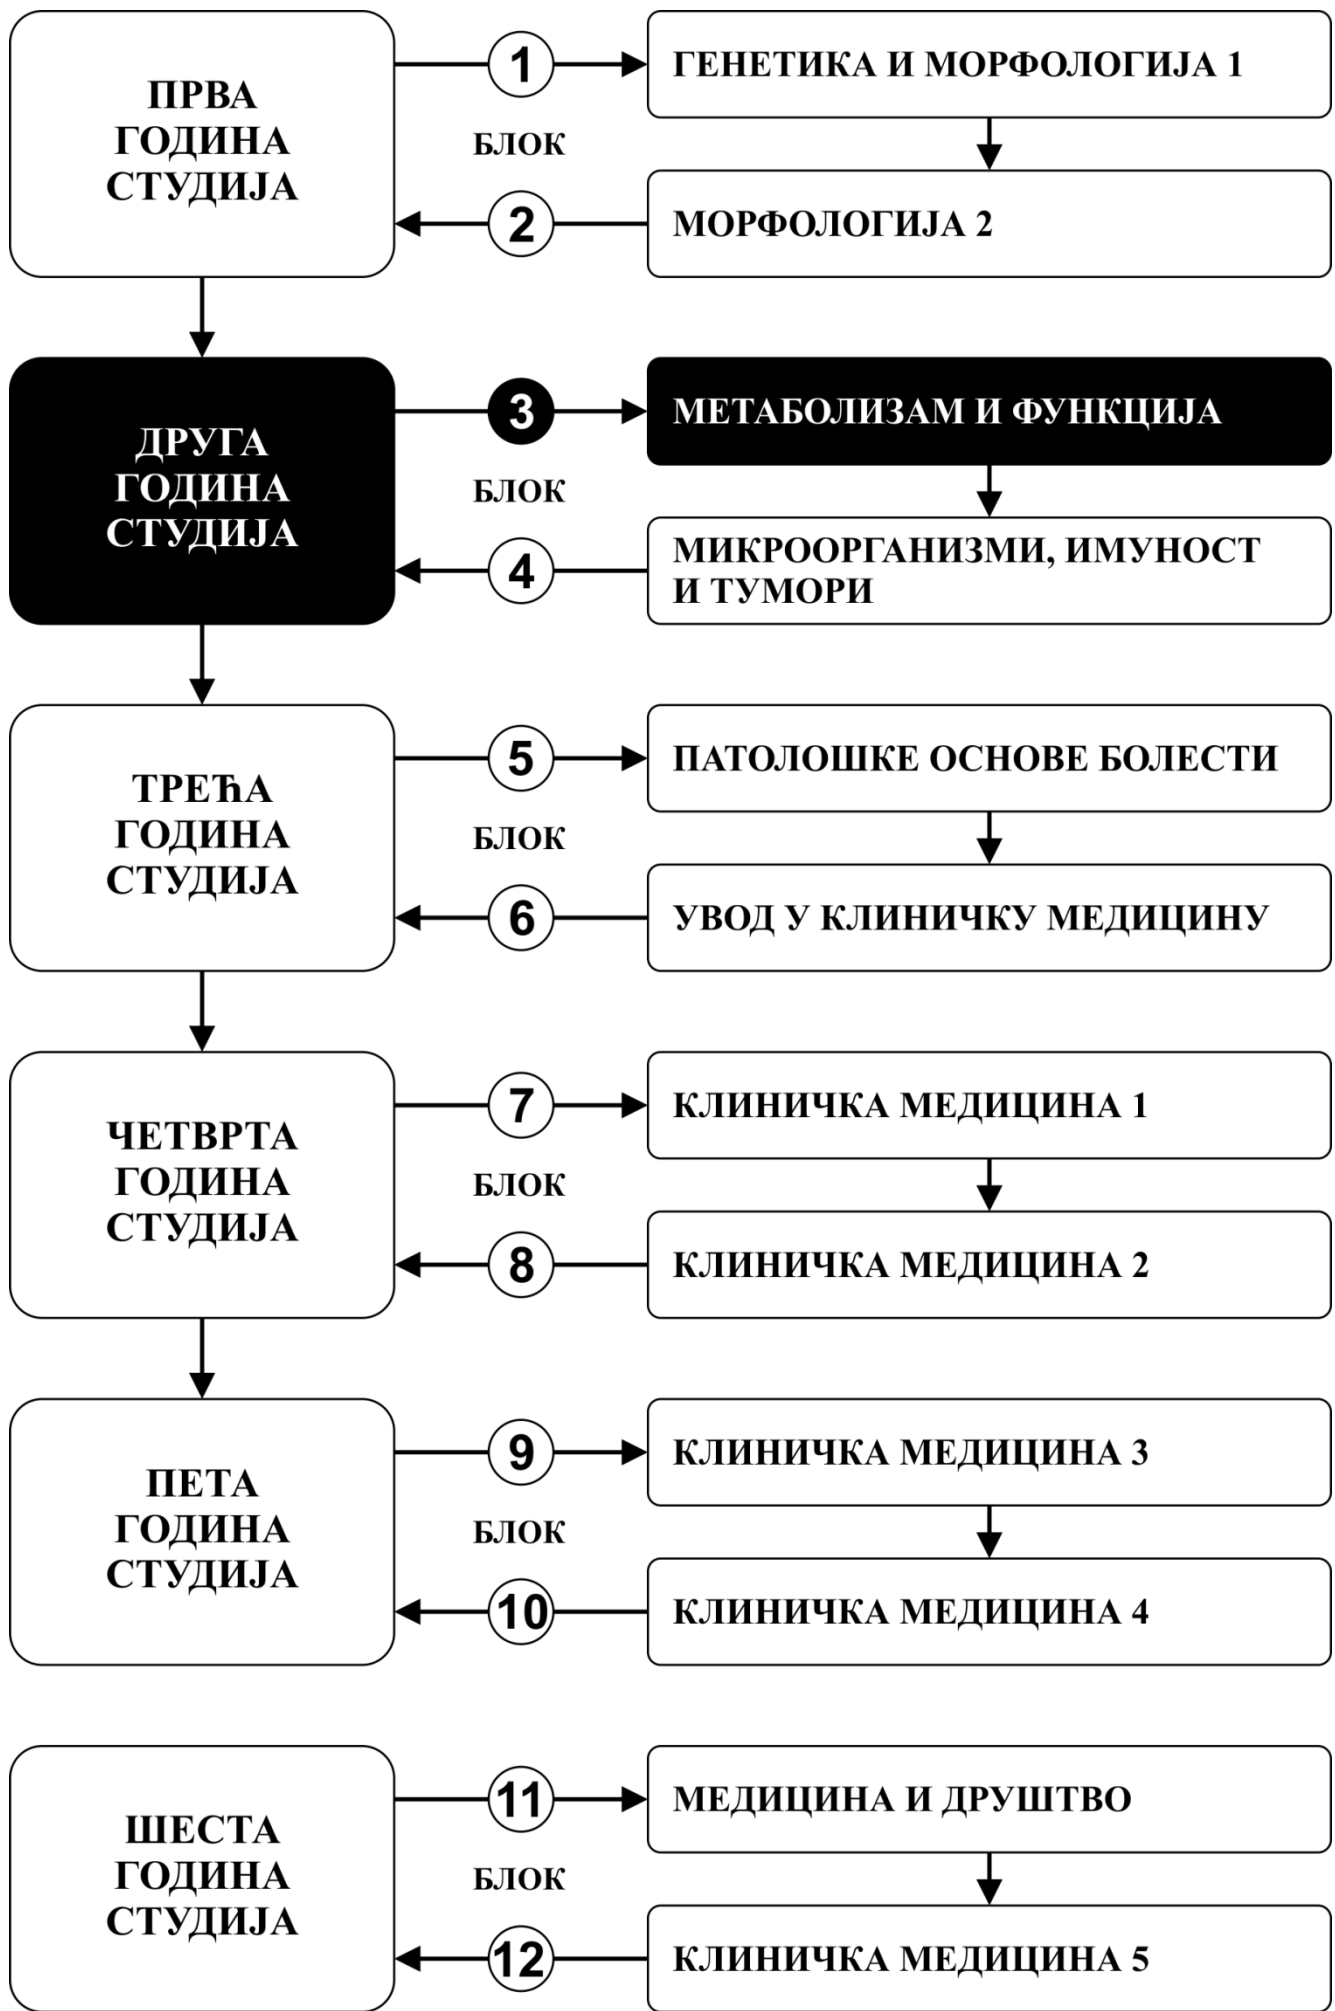 ПРВА
ГОДИНА
СТУДИЈА
1
БЛОК
2
ГЕНЕТИКА И МОРФОЛОГИЈА 1
МОРФОЛОГИЈА 2
ДРУГА
ГОДИНА
СТУДИЈА
3
БЛОК
4
МЕТАБОЛИЗАМ И ФУНКЦИЈА
МИКРООРГАНИЗМИ, ИМУНОСТ
И ТУМОРИ
ТРЕЋА
ГОДИНА
СТУДИЈА
5
БЛОК
6
ПАТОЛОШКЕ ОСНОВЕ БОЛЕСТИ
УВОД У КЛИНИЧКУ МЕДИЦИНУ
ЧЕТВРТА
ГОДИНА
СТУДИЈА
7
БЛОК
8
КЛИНИЧКА МЕДИЦИНА 1
КЛИНИЧКА МЕДИЦИНА 2
ПЕТА
ГОДИНА
СТУДИЈА
9
БЛОК
10
КЛИНИЧКА МЕДИЦИНА 3
КЛИНИЧКА МЕДИЦИНА 4
ШЕСТА
ГОДИНА
СТУДИЈА
11
БЛОК
12
МЕДИЦИНА И ДРУШТВО
КЛИНИЧКА МЕДИЦИНА 5